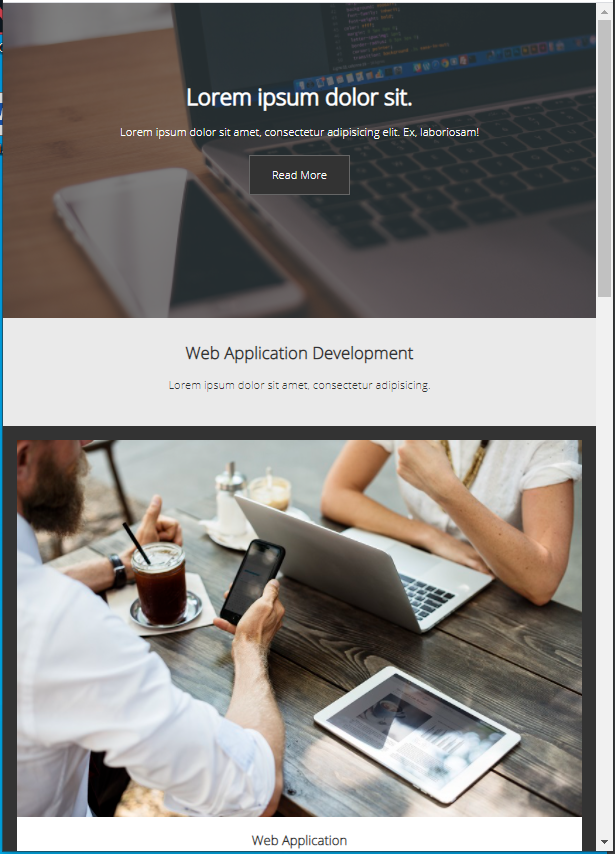 Lorem ipsum dolor sit.
Lorem ipsum dolor sit amet, consectetur adipisicing elit. Ex, laboriosam!
Read More
Web Application Development
Lorem ipsum dolor sit amet, consectetur adipisicing.
Web Application